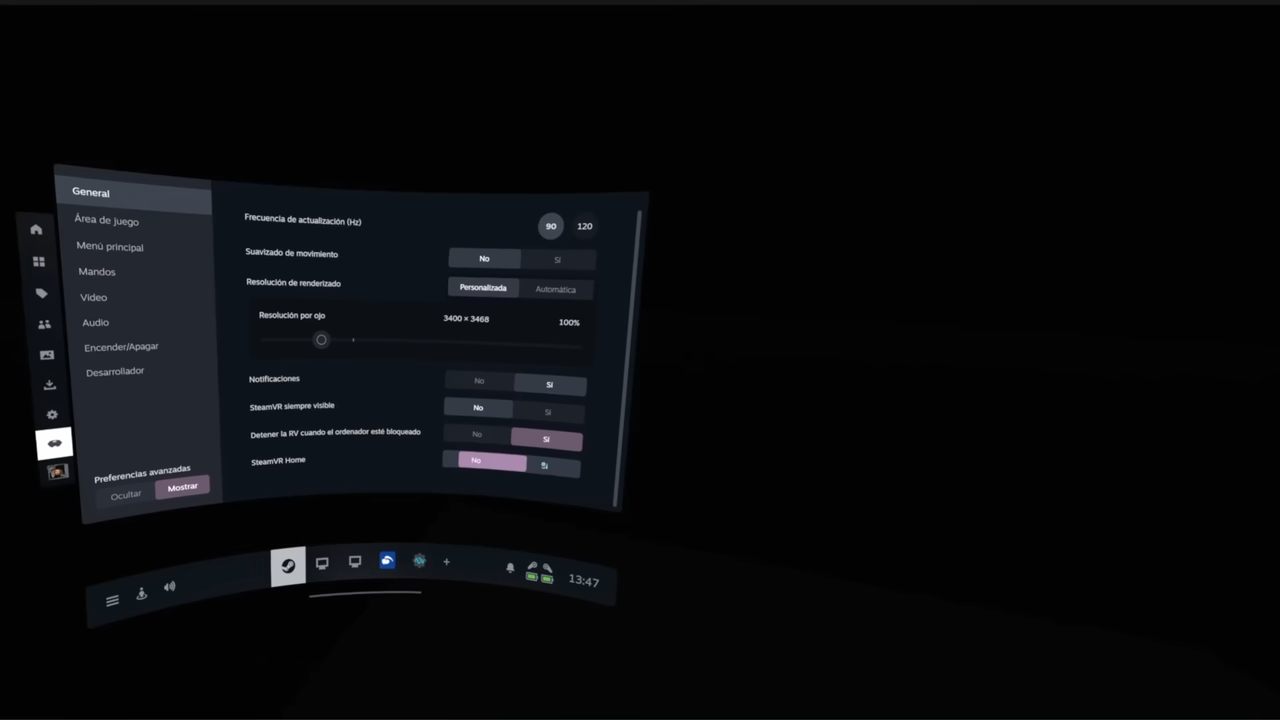 General
Área de juego
Menú principal
Mandos
Video
Audio
Encender/Apagar
Desarrollador
Preferencias avanzadas
Ocultar Mostrar
Frecuencia de actualización (Hz) 90 120
Suavizado de movimiento No Sí
Resolución de renderizado Personalizada Automática
Resolución por ojo 3400 × 3468 100%
Notificaciones No Sí
SteamVR siempre visible No Sí
Detener la RV cuando el ordenador esté bloqueado No Sí
SteamVR Home No Sí
13:47